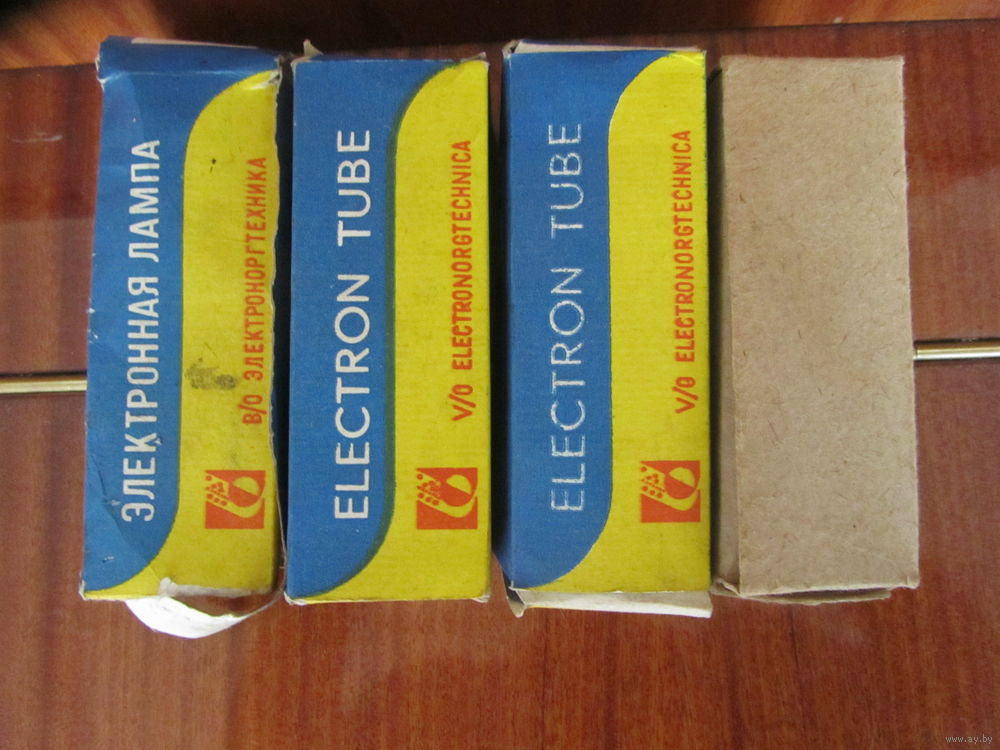 ЭЛЕКТРОННАЯ ЛАМПА
В/О ЭЛЕКТРОНОРГТЕХНИКА
ELECTRON TUBE
V/O ELECTRONORGTECHNICA
ELECTRON TUBE
V/O ELECTRONORGTECHNICA
www.ay.by